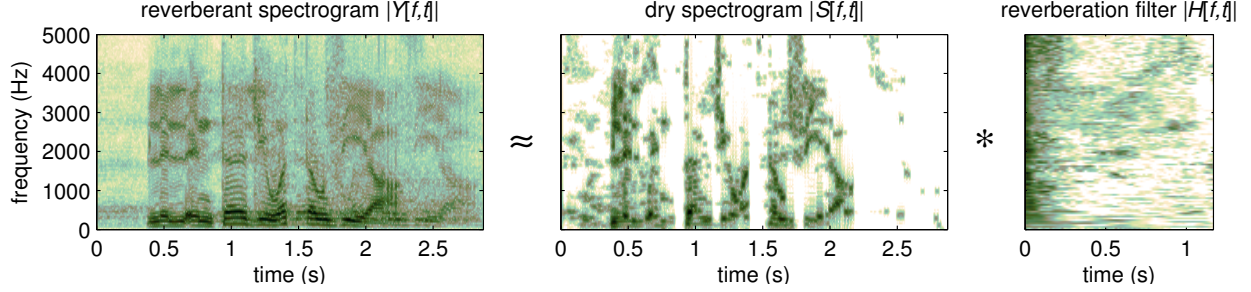 reverberant spectrogram |Y[f,t]|
dry spectrogram |S[f,t]|
reverberation filter |H[f,t]|
frequency (Hz)
5000
4000
3000
2000
1000
0
≈
*
0 0.5 1 1.5 2 2.5
0 0.5 1 1.5 2 2.5
0 0.5 1
time (s)
time (s)
time (s)